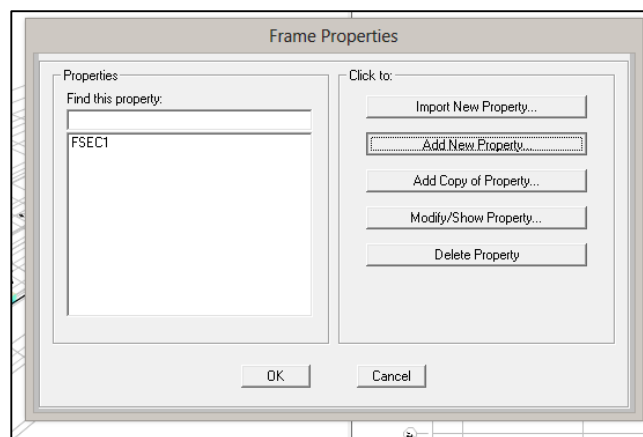 Frame Properties
Properties
Find this property:
FSEC1
Click to:
Import New Property...
Add New Property...
Add Copy of Property...
Modify/Show Property...
Delete Property
OK
Cancel